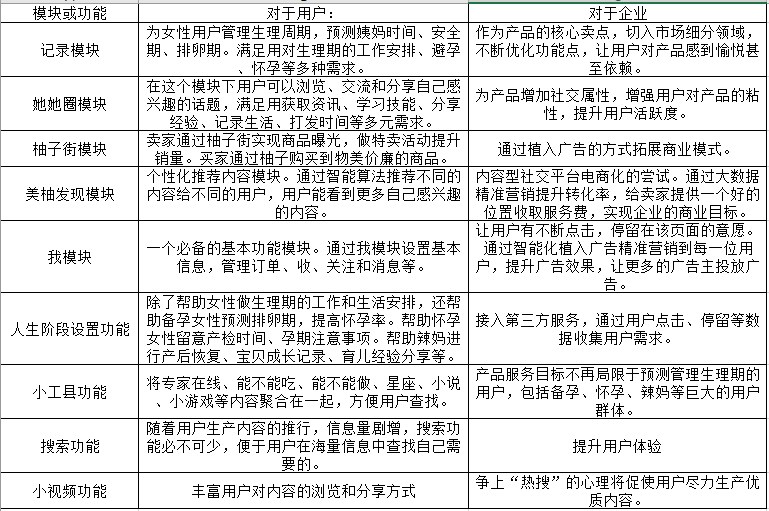 模块或功能
对于用户：
对于企业
记录模块
为女性用户管理生理周期，预测姨妈时间、安全
期、排卵期。满足用对生理期的工作安排、避孕
、怀孕等多种需求。
作为产品的核心卖点，切入市场细分领域，
不断优化功能点，让用户对产品感到愉悦甚
至依赖。
她她圈模块
在这个模块下用户可以浏览、交流和分享自己感
兴趣的话题，满足用获取资讯、学习技能、分享
经验、记录生活、打发时间等多元需求。
为产品增加社交属性，增强用户对产品的粘
性，提升用户活跃度。
柚子街模块
卖家通过柚子街实现商品曝光，做特卖活动提升
销量。买家通过柚子购买到物美价廉的商品。
通过植入广告的方式拓展商业模式。
美柚发现模块
个性化推荐内容模块。通过智能算法推荐不同的
内容给不同的用户，用户能看到更多自己感兴趣
的内容。
内容型社交平台电商化的尝试。通过大数据
精准营销提升转化率，给卖家提供一个好的
位置收取服务费，实现企业的商业目标。
我模块
一个必备的基本功能模块。通过我模块设置基本
信息，管理订单、收、关注和消息等。
让用户有不断点击，停留在该页面的意愿。
通过智能化植入广告精准营销到每一位用
户，提升广告效果，让更多的广告主投放广
告。
人生阶段设置功能
除了帮助女性做生理期的工作和生活安排，还帮
助备孕女性预测排卵期，提高怀孕率。帮助怀孕
女性留意产检时间、孕期注意事项。帮助辣妈进
行产后恢复、宝贝成长记录、育儿经验分享等。
接入第三方服务，通过用户点击、停留等数
据收集用户需求。
小工具功能
将专家在线、能不能吃、能不能做、星座、小说
、小游戏等内容聚合在一起，方便用户查找。
产品服务目标不再局限于预测管理生理期的
用户，包括备孕、怀孕、辣妈等巨大的用户
群体。
搜索功能
随着用户生产内容的推行，信息量剧增，搜索功
能必不可少，便于用户在海量信息中查找自己需
要的。
提升用户体验
小视频功能
丰富用户对内容的浏览和分享方式
争上“热搜”的心理将促使用户尽力生产优
质内容。